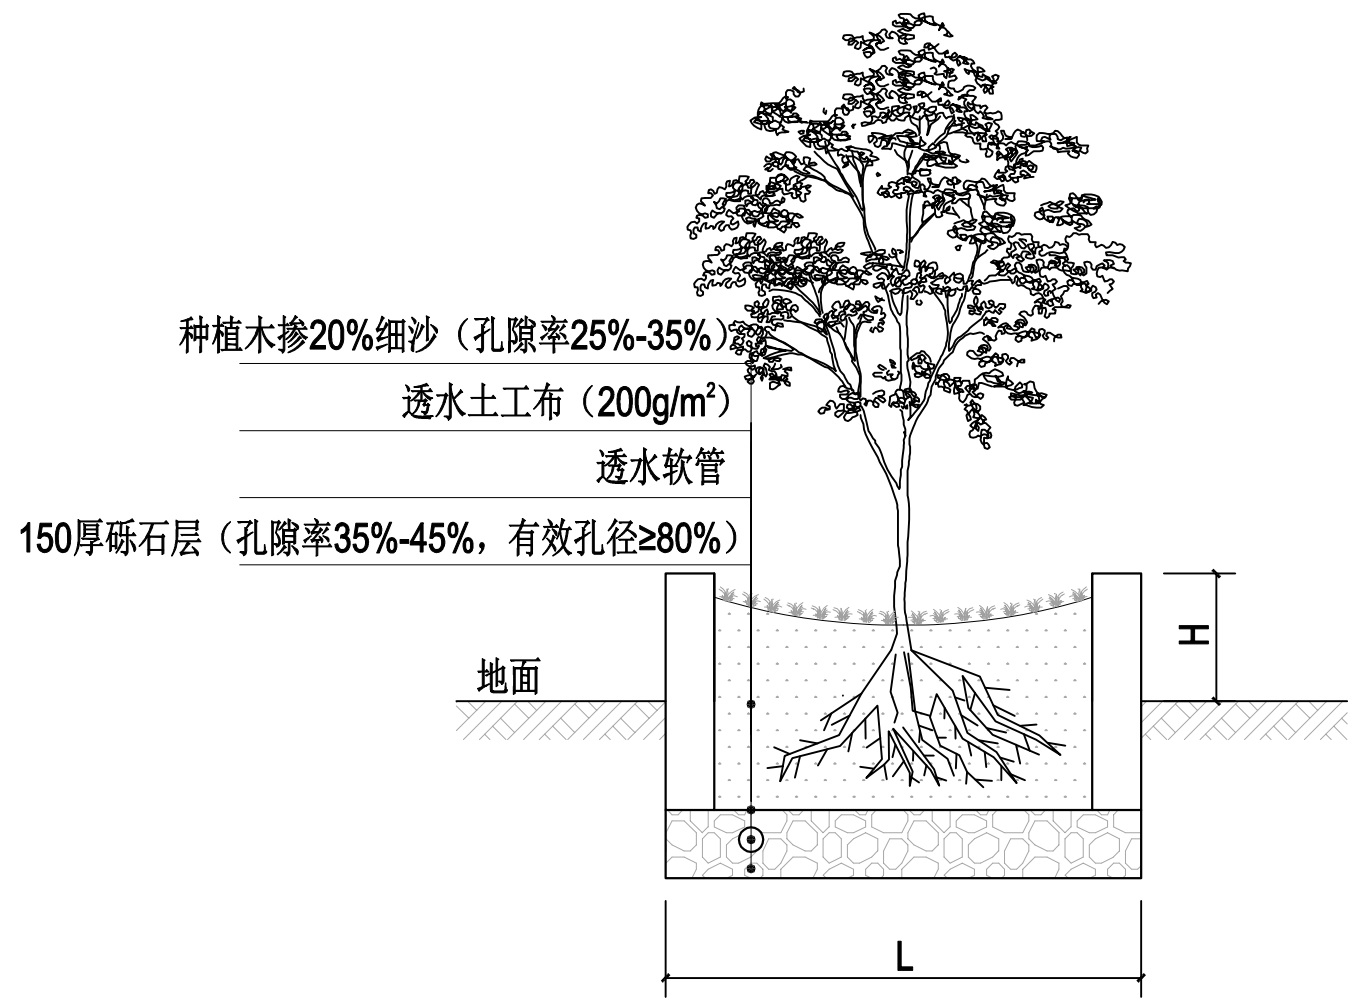 种植木掺20%细沙（孔隙率25%-35%）
透水土工布（200g/m²）
透水软管
150厚砾石层（孔隙率35%-45%，有效孔径≥80%）
地面
H
L